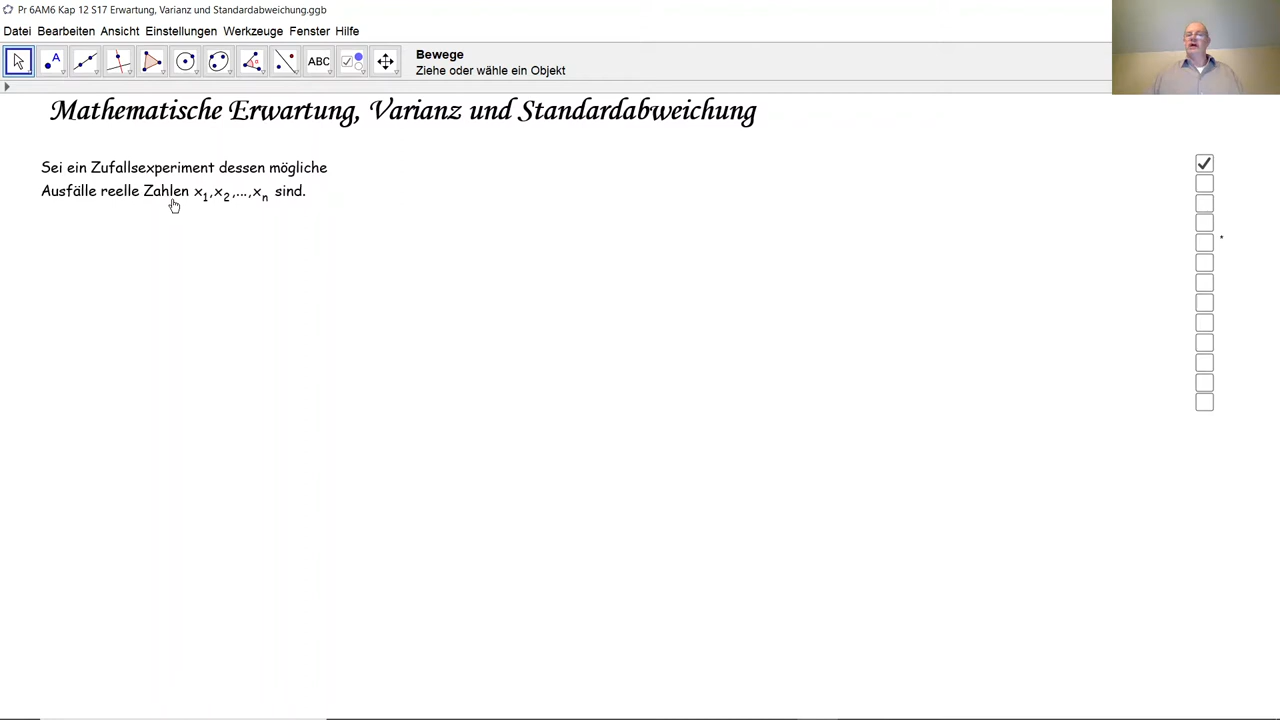 Pr 6AM6 Kap 12 S17 Erwartung, Varianz und Standardabweichung.ggb
Datei Bearbeiten Ansicht Einstellungen Werkzeuge Fenster Hilfe
ABC
Bewege
Ziehe oder wähle ein Objekt
Mathematische Erwartung, Varianz und Standardabweichung
Sei ein Zufallsexperiment dessen mögliche
Ausfälle reelle Zahlen x₁,x₂,...,xₙ sind.
*